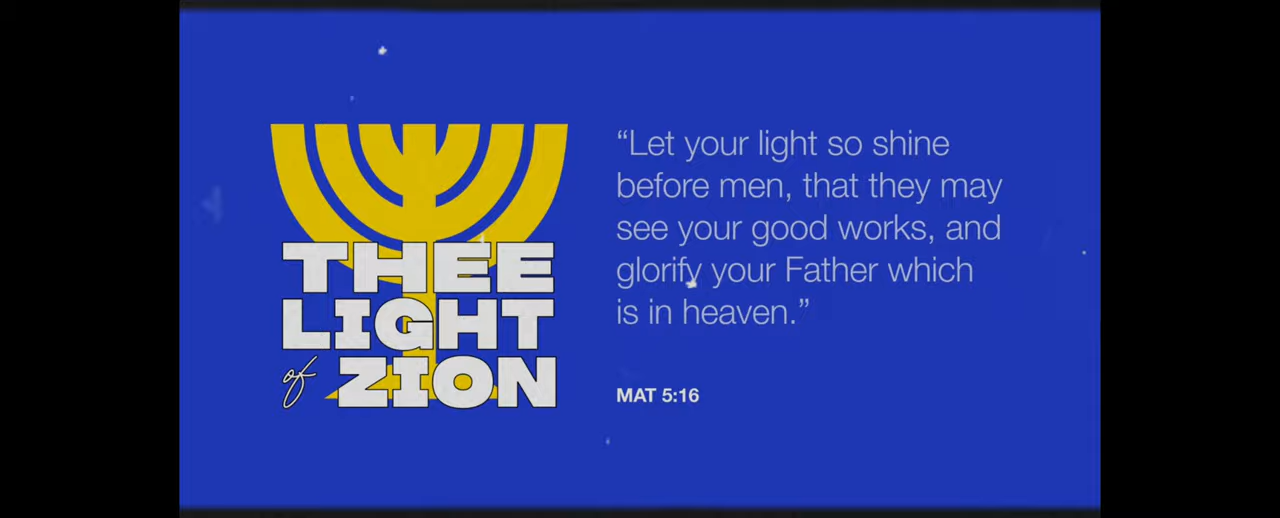 THEE
LIGHT
of ZION
“Let your light so shine
before men, that they may
see your good works, and
glorify your Father which
is in heaven.”
MAT 5:16